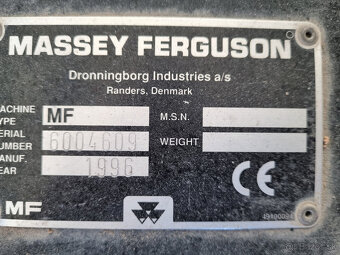 MASSEY FERGUSON
Dronningborg Industries a/s
Randers, Denmark
MACHINE TYPE MF M.S.N.
SERIAL NUMBER 6004609 WEIGHT
MANUF. YEAR 1996
CE
MF